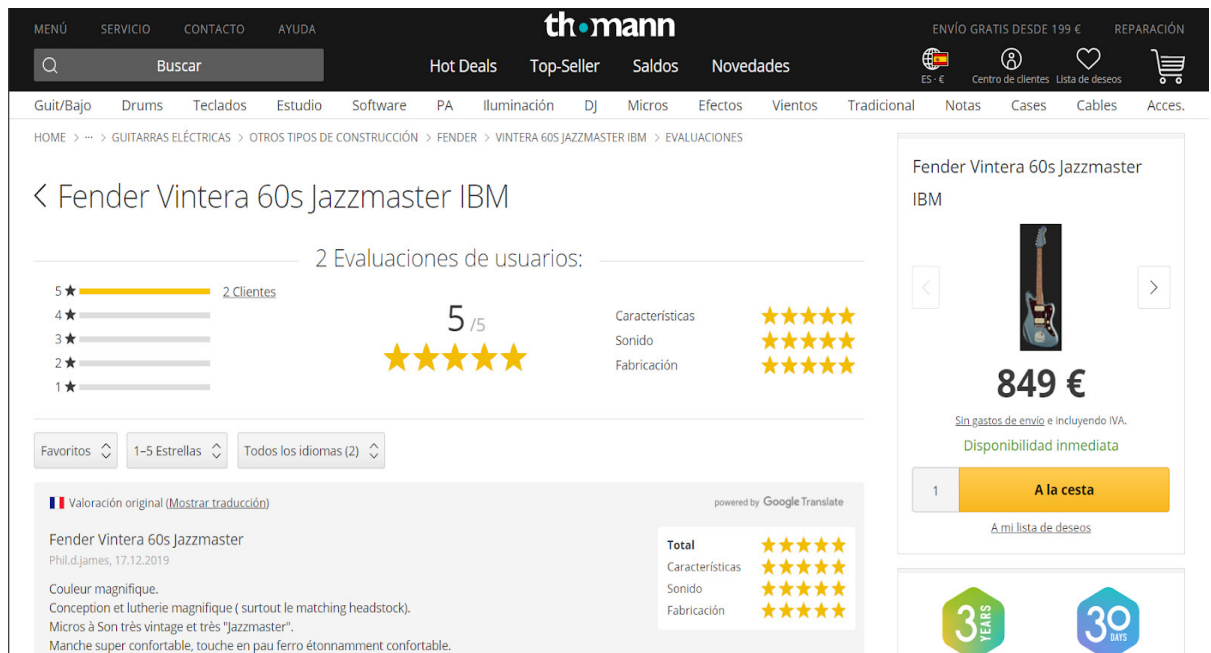 MENÚ SERVICIO CONTACTO AYUDA
th•mann
ENVÍO GRATIS DESDE 199 € REPARACIÓN
Buscar
Hot Deals Top-Seller Saldos Novedades
ES · € Centro de clientes Lista de deseos
Guit/Bajo Drums Teclados Estudio Software PA Iluminación DJ Micros Efectos Vientos Tradicional Notas Cases Cables Acces.
HOME > ··· > GUITARRAS ELÉCTRICAS > OTROS TIPOS DE CONSTRUCCIÓN > FENDER > VINTERA 60S JAZZMASTER IBM > EVALUACIONES
Fender Vintera 60s Jazzmaster IBM
2 Evaluaciones de usuarios:
5 ★ 2 Clientes
4 ★
3 ★
2 ★
1 ★
5 /5
Características
Sonido
Fabricación
Favoritos 1–5 Estrellas Todos los idiomas (2)
Valoración original (Mostrar traducción)
powered by Google Translate
Fender Vintera 60s Jazzmaster
Phil.d.james, 17.12.2019
Couleur magnifique.
Conception et lutherie magnifique ( surtout le matching headstock).
Micros à Son très vintage et très "Jazzmaster".
Manche super confortable, touche en pau ferro étonnamment confortable.
Total
Características
Sonido
Fabricación
Fender Vintera 60s Jazzmaster
IBM
849 €
Sin gastos de envío e incluyendo IVA.
Disponibilidad inmediata
1 A la cesta
A mi lista de deseos
3 YEARS
30 DAYS